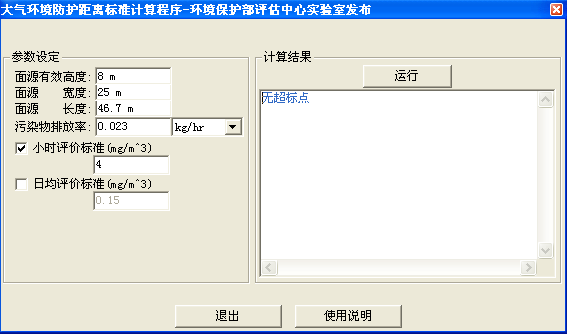 大气环境防护距离标准计算程序-环境保护部评估中心实验室发布
参数设定
面源有效高度: 8 m
面源 宽度: 25 m
面源 长度: 46.7 m
污染物排放率: 0.023 kg/hr
小时评价标准(mg/m^3)
4
日均评价标准(mg/m^3)
0.15
计算结果
运行
无超标点
退出 使用说明